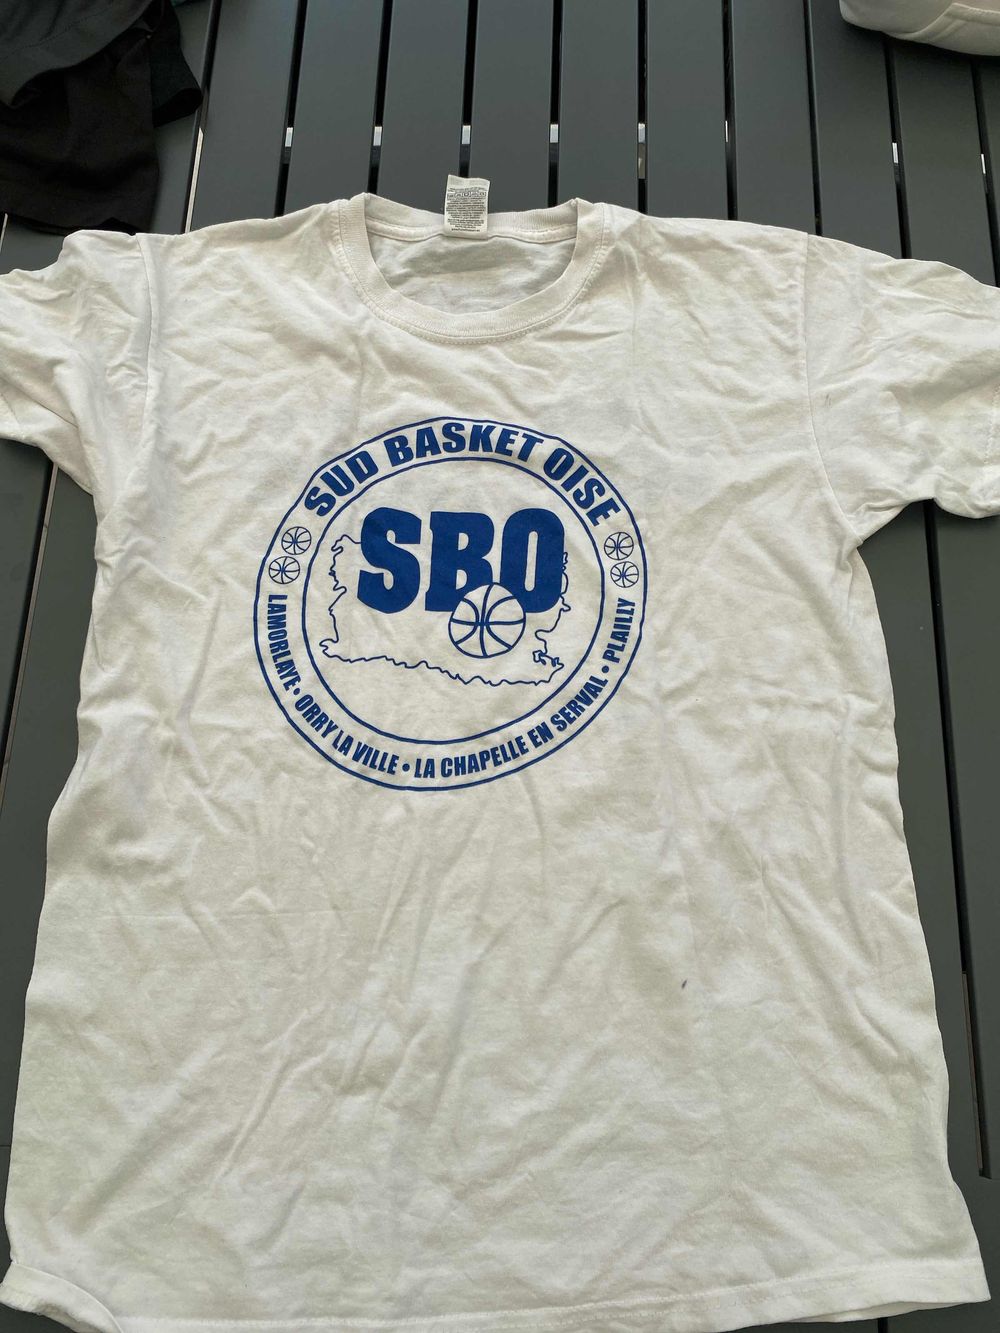 SUD BASKET OISE
SBO
LAMORLAYE • ORRY LA VILLE • LA CHAPELLE EN SERVAL • PLAILLY